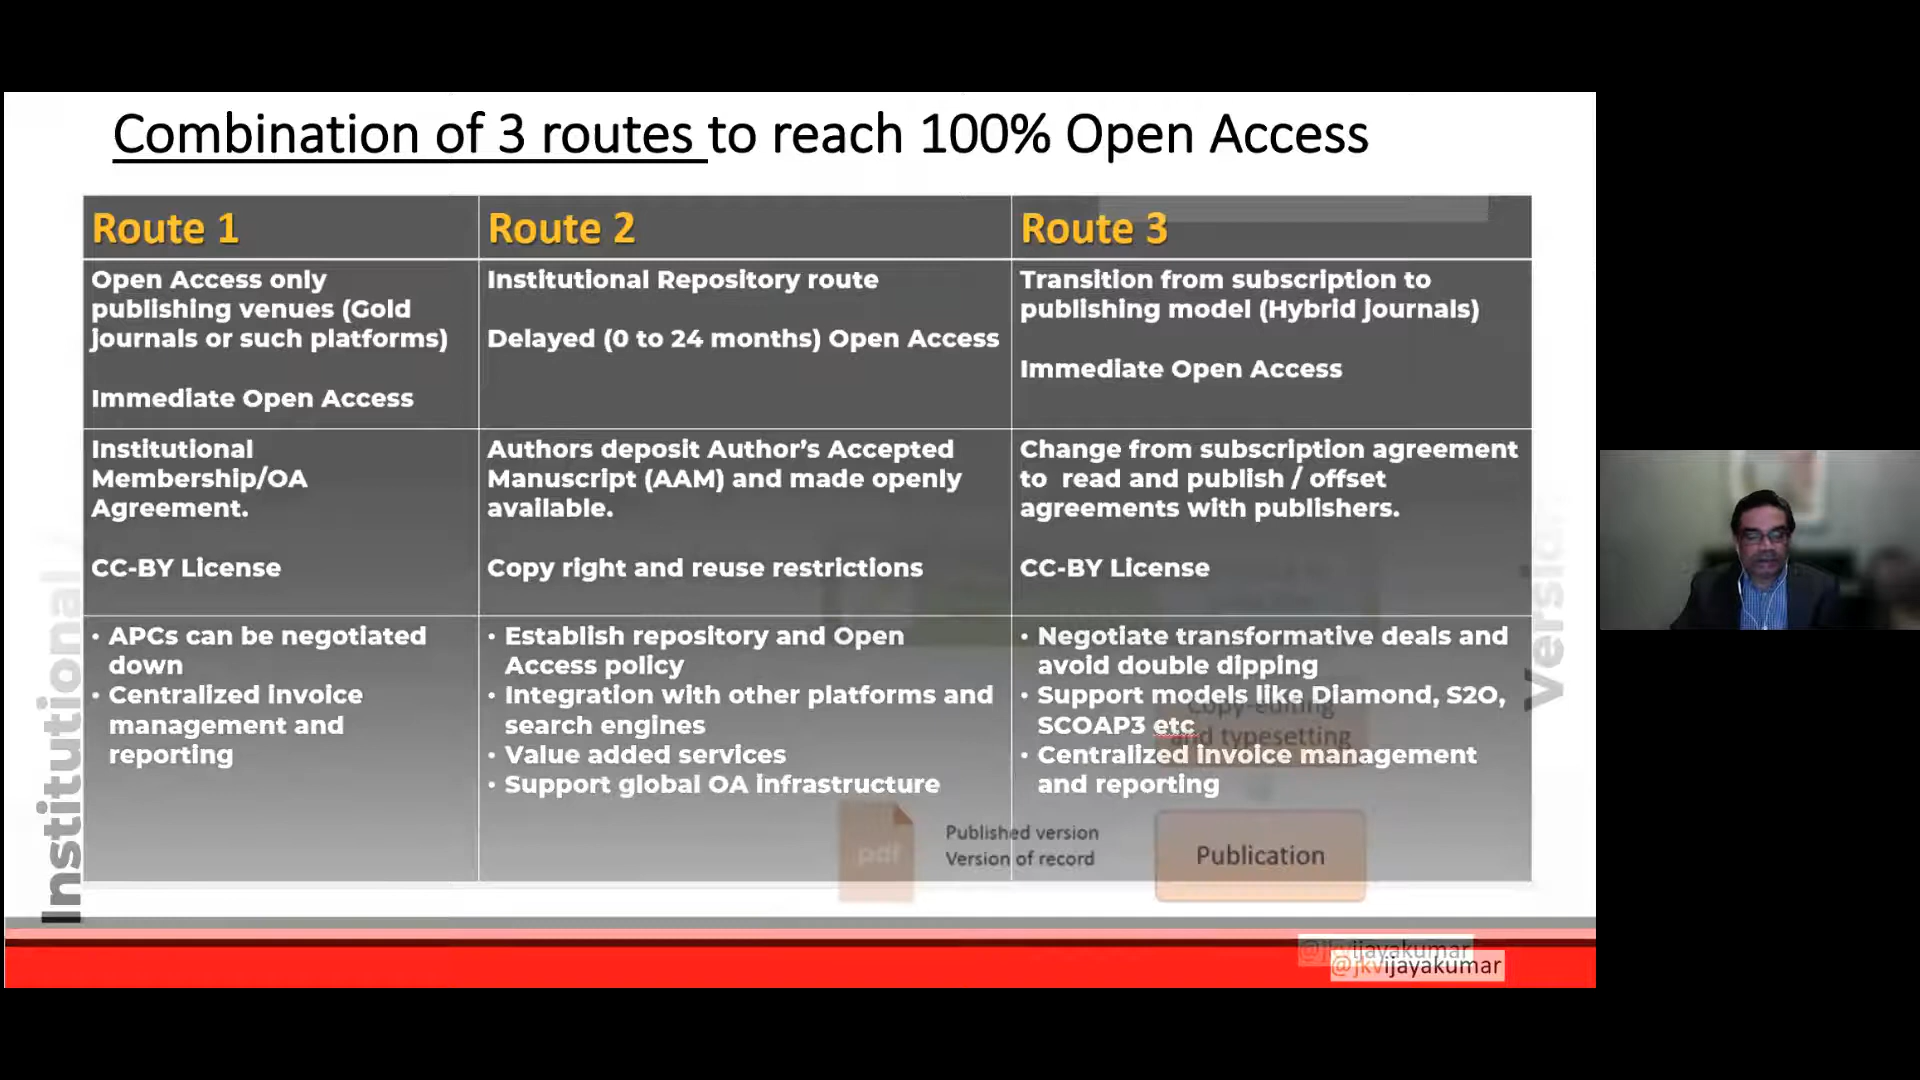 Combination of 3 routes to reach 100% Open Access
Route 1
Open Access only
publishing venues (Gold
journals or such platforms)
Immediate Open Access
Institutional
Membership/OA
Agreement.
CC-BY License
• APCs can be negotiated
down
• Centralized invoice
management and
reporting
Route 2
Institutional Repository route
Delayed (0 to 24 months) Open Access
Authors deposit Author’s Accepted
Manuscript (AAM) and made openly
available.
Copy right and reuse restrictions
• Establish repository and Open
Access policy
• Integration with other platforms and
search engines
• Value added services
• Support global OA infrastructure
Route 3
Transition from subscription to
publishing model (Hybrid journals)
Immediate Open Access
Change from subscription agreement
to read and publish / offset
agreements with publishers.
CC-BY License
• Negotiate transformative deals and
avoid double dipping
• Support models like Diamond, S2O,
SCOAP3 etc
• Centralized invoice management
and reporting
Copy-editing
and typesetting
pdf
Published version
Version of record
Publication
Institutional /
Version
@jkvijayakumar
@jkvijayakumar